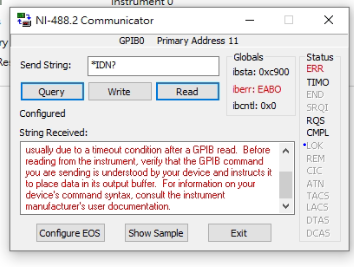 Instrument 0
NI-488.2 Communicator
GPIB0 Primary Address 11
Send String: *IDN?
Query Write Read
Configured
String Received:
usually due to a timeout condition after a GPIB read. Before
reading from the instrument, verify that the GPIB command
you are sending is understood by your device and instructs it
to place data in its output buffer. For information on your
device's command syntax, consult the instrument
manufacturer's user documentation.
Configure EOS Show Sample Exit
Globals
ibsta: 0xc900
iberr: EABO
ibcntl: 0x0
Status
ERR
TIMO
END
SRQI
RQS
CMPL
LOK
REM
CIC
ATN
TACS
LACS
DTAS
DCAS